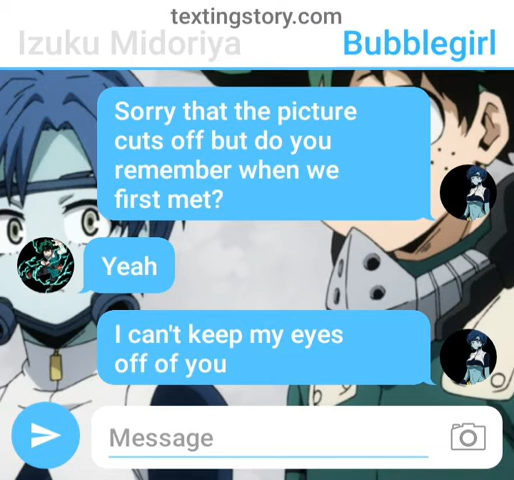 textingstory.com
Izuku Midoriya
Bubblegirl
Sorry that the picture
cuts off but do you
remember when we
first met?
Yeah
I can't keep my eyes
off of you
Message